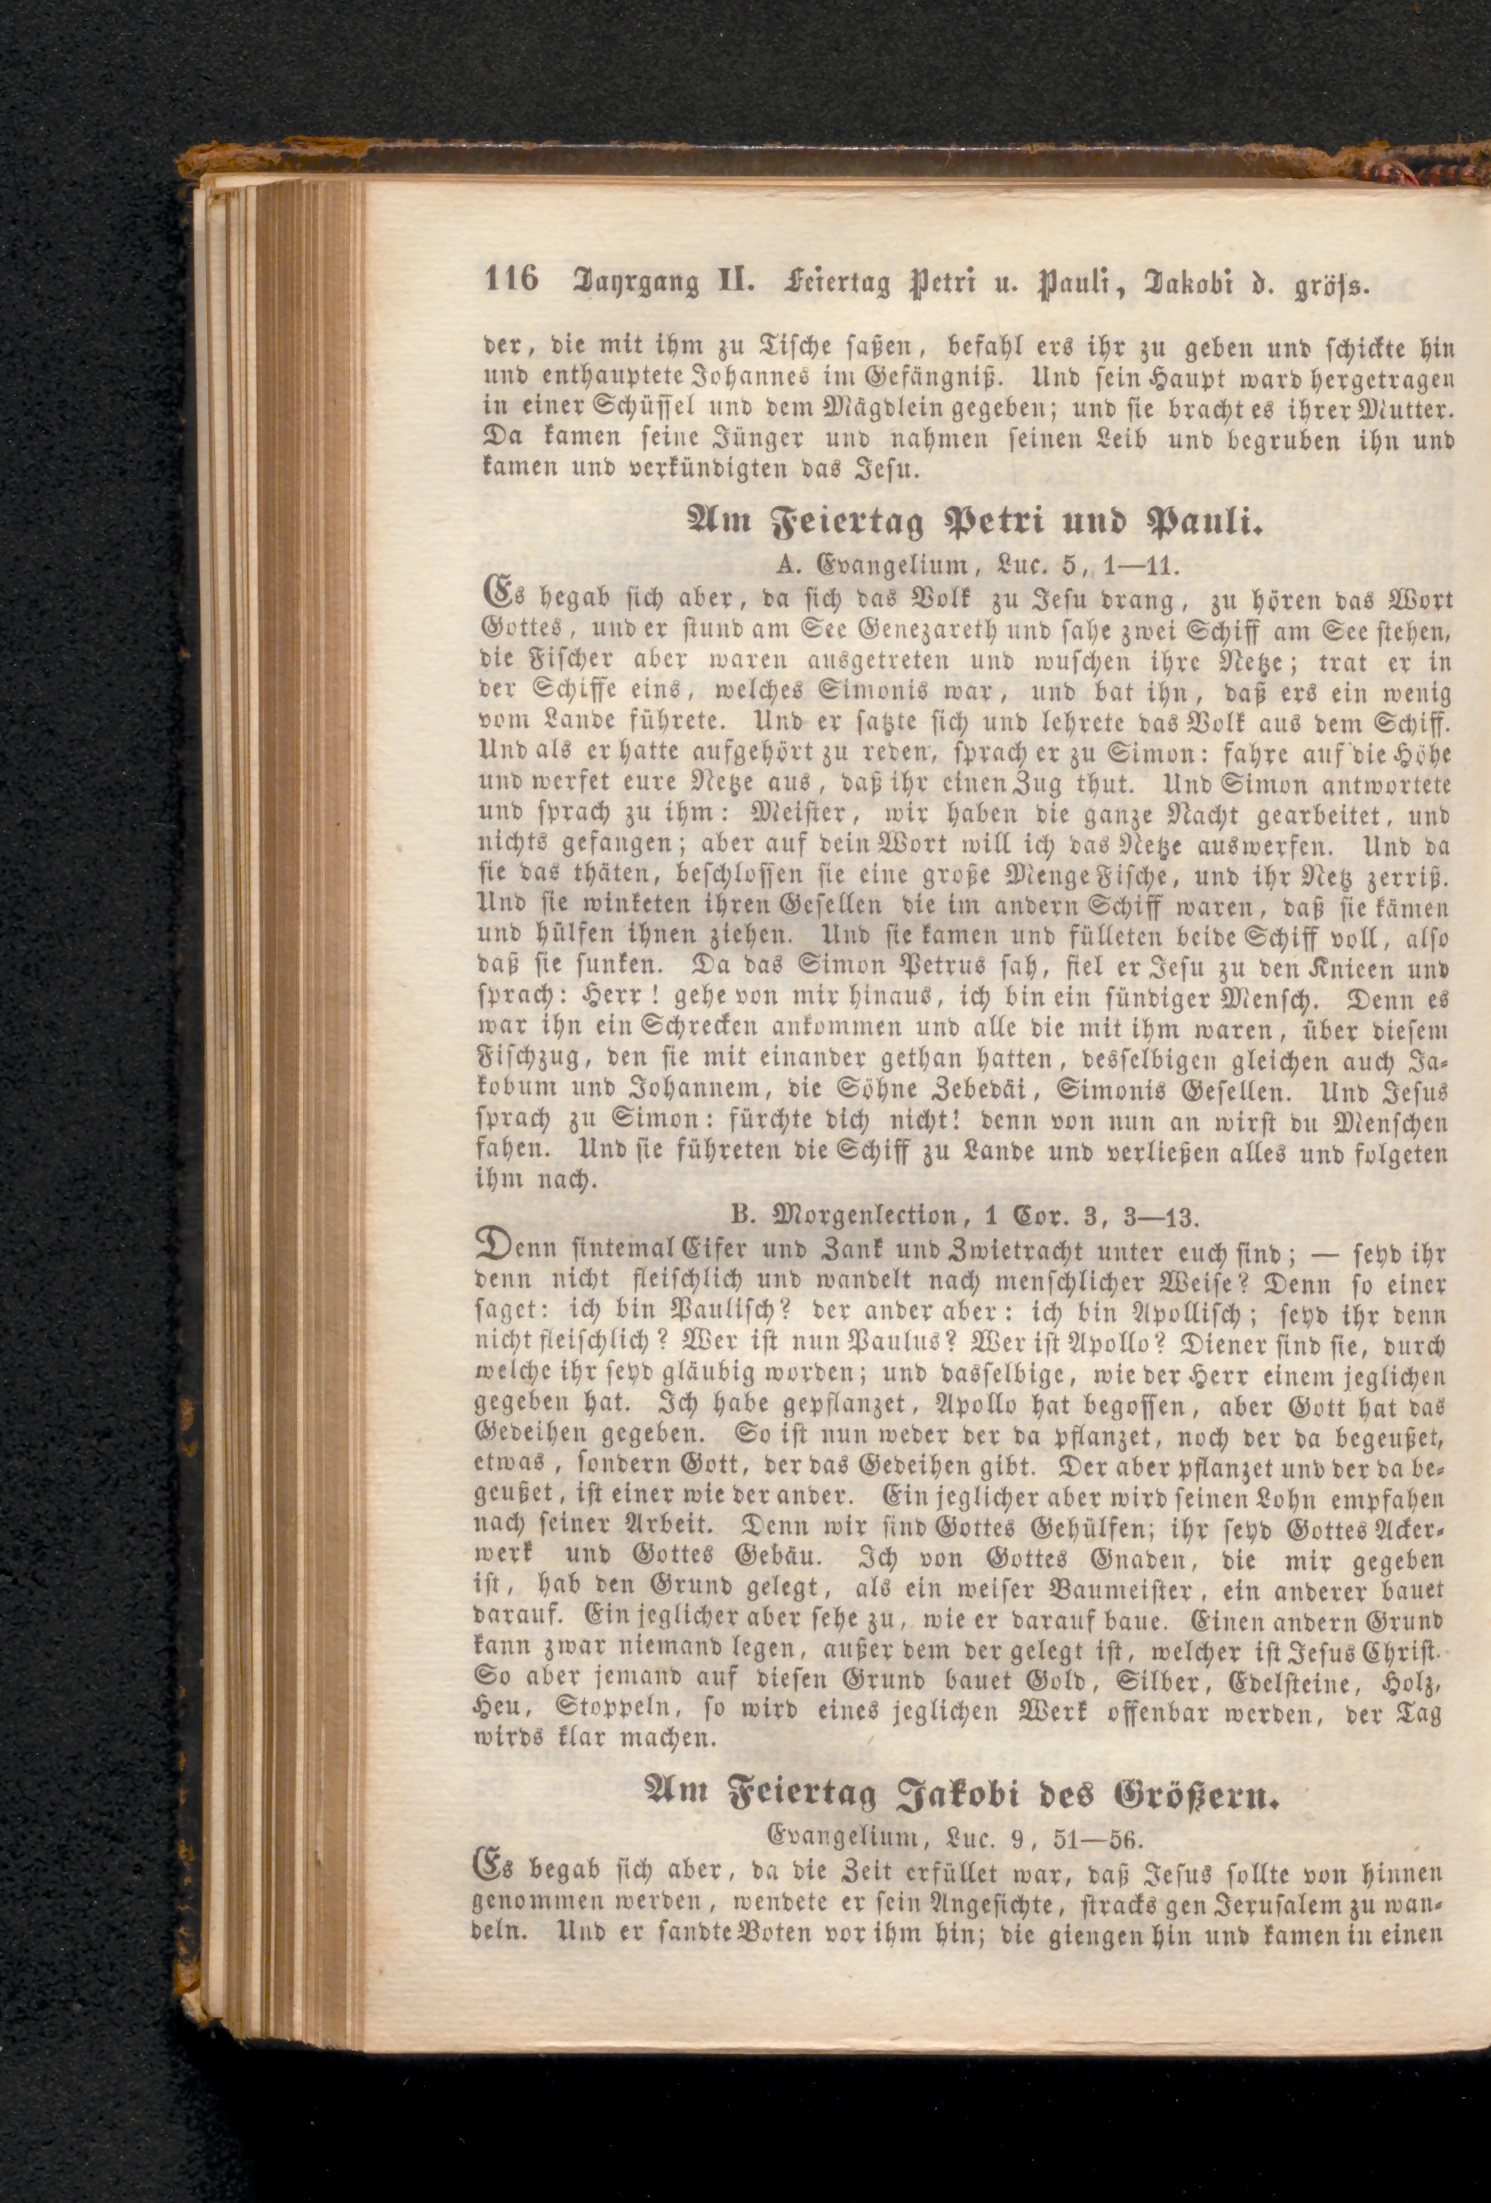 116 Jahrgang II. Feiertag Petri u. Pauli, Jakobi d. gröſs.
der, die mit ihm zu Tiſche ſaßen, befahl ers ihr zu geben und ſchickte hin
und enthauptete Johannes im Gefängniß. Und ſein Haupt ward hergetragen
in einer Schüſſel und dem Mägdlein gegeben; und ſie bracht es ihrer Mutter.
Da kamen ſeine Jünger und nahmen ſeinen Leib und begruben ihn und
kamen und verkündigten das Jeſu.
Am Feiertag Petri und Pauli.
A. Evangelium, Luc. 5, 1—11.
Es hegab ſich aber, da ſich das Volk zu Jeſu drang, zu hören das Wort
Gottes, und er ſtund am See Genezareth und ſahe zwei Schiff am See ſtehen,
die Fiſcher aber waren ausgetreten und wuſchen ihre Netze; trat er in
der Schiffe eins, welches Simonis war, und bat ihn, daß ers ein wenig
vom Lande führete. Und er ſatzte ſich und lehrete das Volk aus dem Schiff.
Und als er hatte aufgehört zu reden, ſprach er zu Simon: fahre auf die Höhe
und werfet eure Netze aus, daß ihr einen Zug thut. Und Simon antwortete
und ſprach zu ihm: Meiſter, wir haben die ganze Nacht gearbeitet, und
nichts gefangen; aber auf dein Wort will ich das Netze auswerfen. Und da
ſie das thäten, beſchloſſen ſie eine große Menge Fiſche, und ihr Netz zerriß.
Und ſie winketen ihren Geſellen die im andern Schiff waren, daß ſie kämen
und hülfen ihnen ziehen. Und ſie kamen und fülleten beide Schiff voll, alſo
daß ſie ſunken. Da das Simon Petrus ſah, fiel er Jeſu zu den Knieen und
ſprach: Herr! gehe von mir hinaus, ich bin ein ſündiger Menſch. Denn es
war ihn ein Schrecken ankommen und alle die mit ihm waren, über dieſem
Fiſchzug, den ſie mit einander gethan hatten, desſelbigen gleichen auch Ja-
kobum und Johannem, die Söhne Zebedäi, Simonis Geſellen. Und Jeſus
ſprach zu Simon: fürchte dich nicht! denn von nun an wirſt du Menſchen
fahen. Und ſie führeten die Schiff zu Lande und verließen alles und folgeten
ihm nach.
B. Morgenlection, 1 Cor. 3, 3—13.
Denn ſintemal Eifer und Zank und Zwietracht unter euch ſind; — ſeyd ihr
denn nicht fleiſchlich und wandelt nach menſchlicher Weiſe? Denn ſo einer
ſaget: ich bin Pauliſch? der ander aber: ich bin Apolliſch; ſeyd ihr denn
nicht fleiſchlich? Wer iſt nun Paulus? Wer iſt Apollo? Diener ſind ſie, durch
welche ihr ſeyd gläubig worden; und dasſelbige, wie der Herr einem jeglichen
gegeben hat. Ich habe gepflanzet, Apollo hat begoſſen, aber Gott hat das
Gedeihen gegeben. So iſt nun weder der da pflanzet, noch der da begeußet,
etwas, ſondern Gott, der das Gedeihen gibt. Der aber pflanzet und der da be-
geußet, iſt einer wie der ander. Ein jeglicher aber wird ſeinen Lohn empfahen
nach ſeiner Arbeit. Denn wir ſind Gottes Gehülfen; ihr ſeyd Gottes Acker-
werk und Gottes Gebäu. Ich von Gottes Gnaden, die mir gegeben
iſt, hab den Grund gelegt, als ein weiſer Baumeiſter, ein anderer bauet
darauf. Ein jeglicher aber ſehe zu, wie er darauf baue. Einen andern Grund
kann zwar niemand legen, außer dem der gelegt iſt, welcher iſt Jeſus Chriſt.
So aber jemand auf dieſen Grund bauet Gold, Silber, Edelſteine, Holz,
Heu, Stoppeln, ſo wird eines jeglichen Werk offenbar werden, der Tag
wirds klar machen.
Am Feiertag Jakobi des Größern.
Evangelium, Luc. 9, 51—56.
Es begab ſich aber, da die Zeit erfüllet war, daß Jeſus ſollte von hinnen
genommen werden, wendete er ſein Angeſichte, ſtracks gen Jeruſalem zu wan-
deln. Und er ſandte Boten vor ihm hin; die giengen hin und kamen in einen